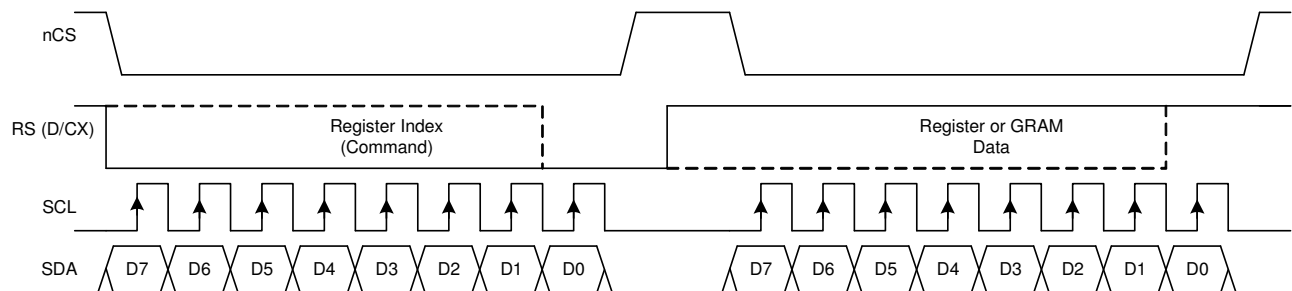 nCS
RS (D/CX)
Register Index
(Command)
Register or GRAM
Data
SCL
SDA
D7 D6 D5 D4 D3 D2 D1 D0 D7 D6 D5 D4 D3 D2 D1 D0